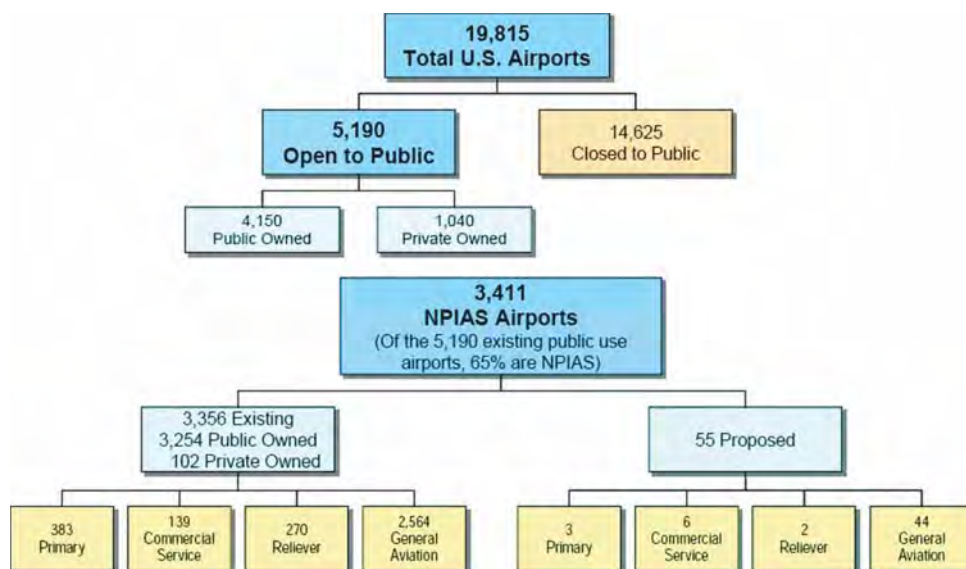 19,815
Total U.S. Airports
5,190
Open to Public
14,625
Closed to Public
4,150
Public Owned
1,040
Private Owned
3,411
NPIAS Airports
(Of the 5,190 existing public use
airports, 65% are NPIAS)
3,356 Existing
3,254 Public Owned
102 Private Owned
55 Proposed
383
Primary
139
Commercial
Service
270
Reliever
2,564
General
Aviation
3
Primary
6
Commercial
Service
2
Reliever
44
General
Aviation